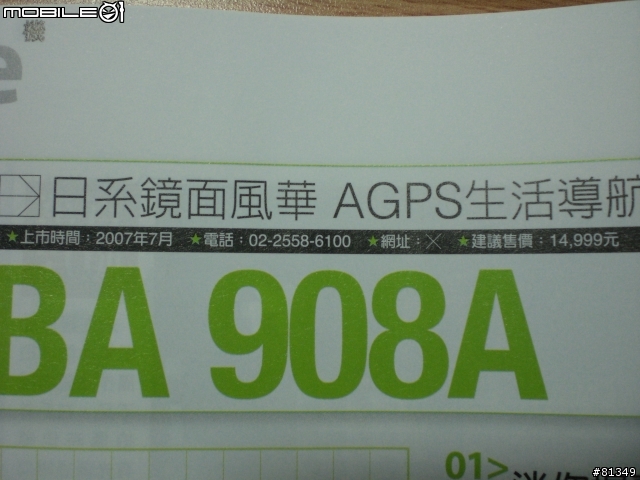 MOBILE01
機
e
日系鏡面風華 AGPS生活導航
★上市時間：2007年7月 ★電話：02-2558-6100 ★網址：╳ ★建議售價：14,999元
BA 908A
01>
#81349